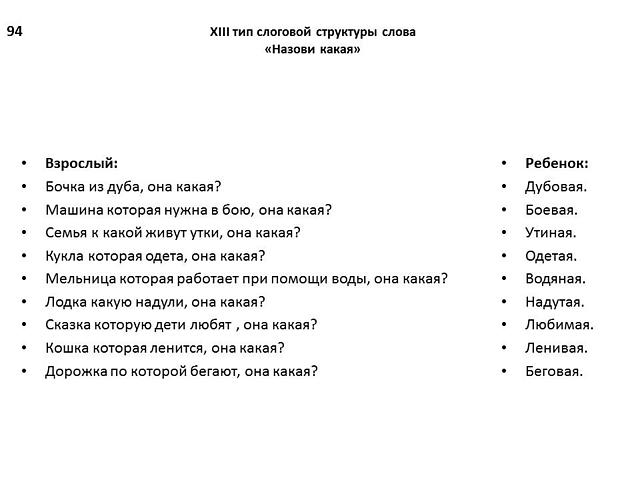 94
XIII тип слоговой структуры слова
«Назови какая»
• Взрослый:
• Бочка из дуба, она какая?
• Машина которая нужна в бою, она какая?
• Семья к какой живут утки, она какая?
• Кукла которая одета, она какая?
• Мельница которая работает при помощи воды, она какая?
• Лодка какую надули, она какая?
• Сказка которую дети любят , она какая?
• Кошка которая ленится, она какая?
• Дорожка по которой бегают, она какая?
• Ребенок:
• Дубовая.
• Боевая.
• Утиная.
• Одетая.
• Водяная.
• Надутая.
• Любимая.
• Ленивая.
• Беговая.